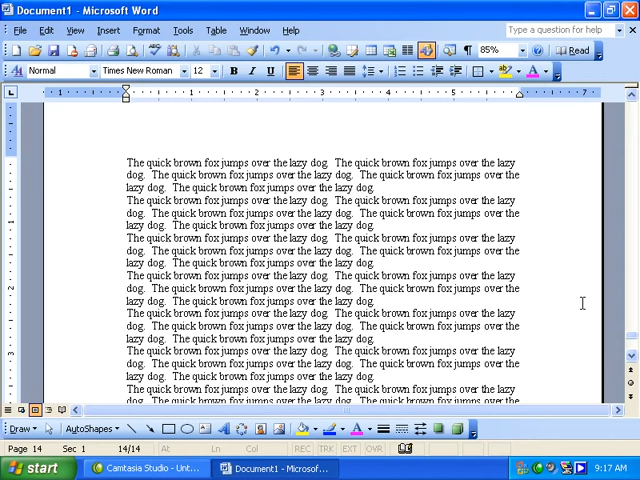 Document1 - Microsoft Word
File Edit View Insert Format Tools Table Window Help
Type a question for help
85% Read
Normal Times New Roman 12 B I U
1 1 2 3 4 5 7
The quick brown fox jumps over the lazy dog. The quick brown fox jumps over the lazy
dog. The quick brown fox jumps over the lazy dog. The quick brown fox jumps over the
lazy dog. The quick brown fox jumps over the lazy dog.
The quick brown fox jumps over the lazy dog. The quick brown fox jumps over the lazy
dog. The quick brown fox jumps over the lazy dog. The quick brown fox jumps over the
lazy dog. The quick brown fox jumps over the lazy dog.
The quick brown fox jumps over the lazy dog. The quick brown fox jumps over the lazy
dog. The quick brown fox jumps over the lazy dog. The quick brown fox jumps over the
lazy dog. The quick brown fox jumps over the lazy dog.
The quick brown fox jumps over the lazy dog. The quick brown fox jumps over the lazy
dog. The quick brown fox jumps over the lazy dog. The quick brown fox jumps over the
lazy dog. The quick brown fox jumps over the lazy dog.
The quick brown fox jumps over the lazy dog. The quick brown fox jumps over the lazy
dog. The quick brown fox jumps over the lazy dog. The quick brown fox jumps over the
lazy dog. The quick brown fox jumps over the lazy dog.
The quick brown fox jumps over the lazy dog. The quick brown fox jumps over the lazy
dog. The quick brown fox jumps over the lazy dog. The quick brown fox jumps over the
lazy dog. The quick brown fox jumps over the lazy dog.
The quick brown fox jumps over the lazy dog. The quick brown fox jumps over the lazy
Draw AutoShapes
Page 14 Sec 1 14/14 At Ln Col REC TRK EXT OVR
start Camtasia Studio - Unt... Document1 - Microsof... 9:17 AM